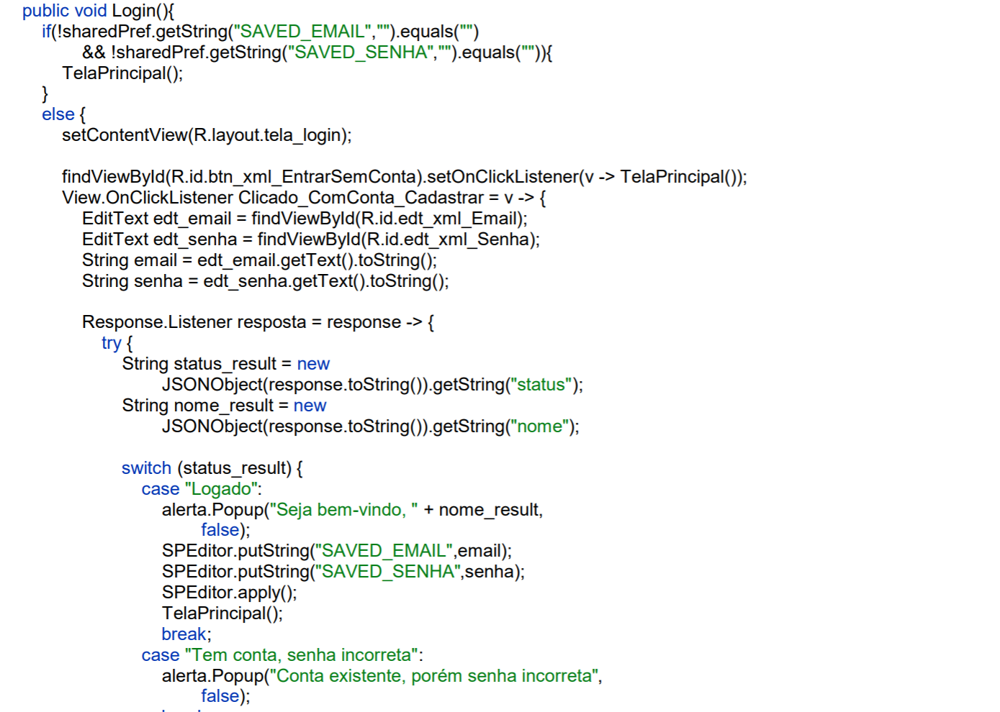 public void Login(){
if(!sharedPref.getString("SAVED_EMAIL","").equals("")
&& !sharedPref.getString("SAVED_SENHA","").equals("")){
TelaPrincipal();
}
else {
setContentView(R.layout.tela_login);
findViewById(R.id.btn_xml_EntrarSemConta).setOnClickListener(v -> TelaPrincipal());
View.OnClickListener Clicado_ComConta_Cadastrar = v -> {
EditText edt_email = findViewById(R.id.edt_xml_Email);
EditText edt_senha = findViewById(R.id.edt_xml_Senha);
String email = edt_email.getText().toString();
String senha = edt_senha.getText().toString();
Response.Listener resposta = response -> {
try {
String status_result = new
JSONObject(response.toString()).getString("status");
String nome_result = new
JSONObject(response.toString()).getString("nome");
switch (status_result) {
case "Logado":
alerta.Popup("Seja bem-vindo, " + nome_result,
false);
SPEditor.putString("SAVED_EMAIL",email);
SPEditor.putString("SAVED_SENHA",senha);
SPEditor.apply();
TelaPrincipal();
break;
case "Tem conta, senha incorreta":
alerta.Popup("Conta existente, porém senha incorreta",
false);